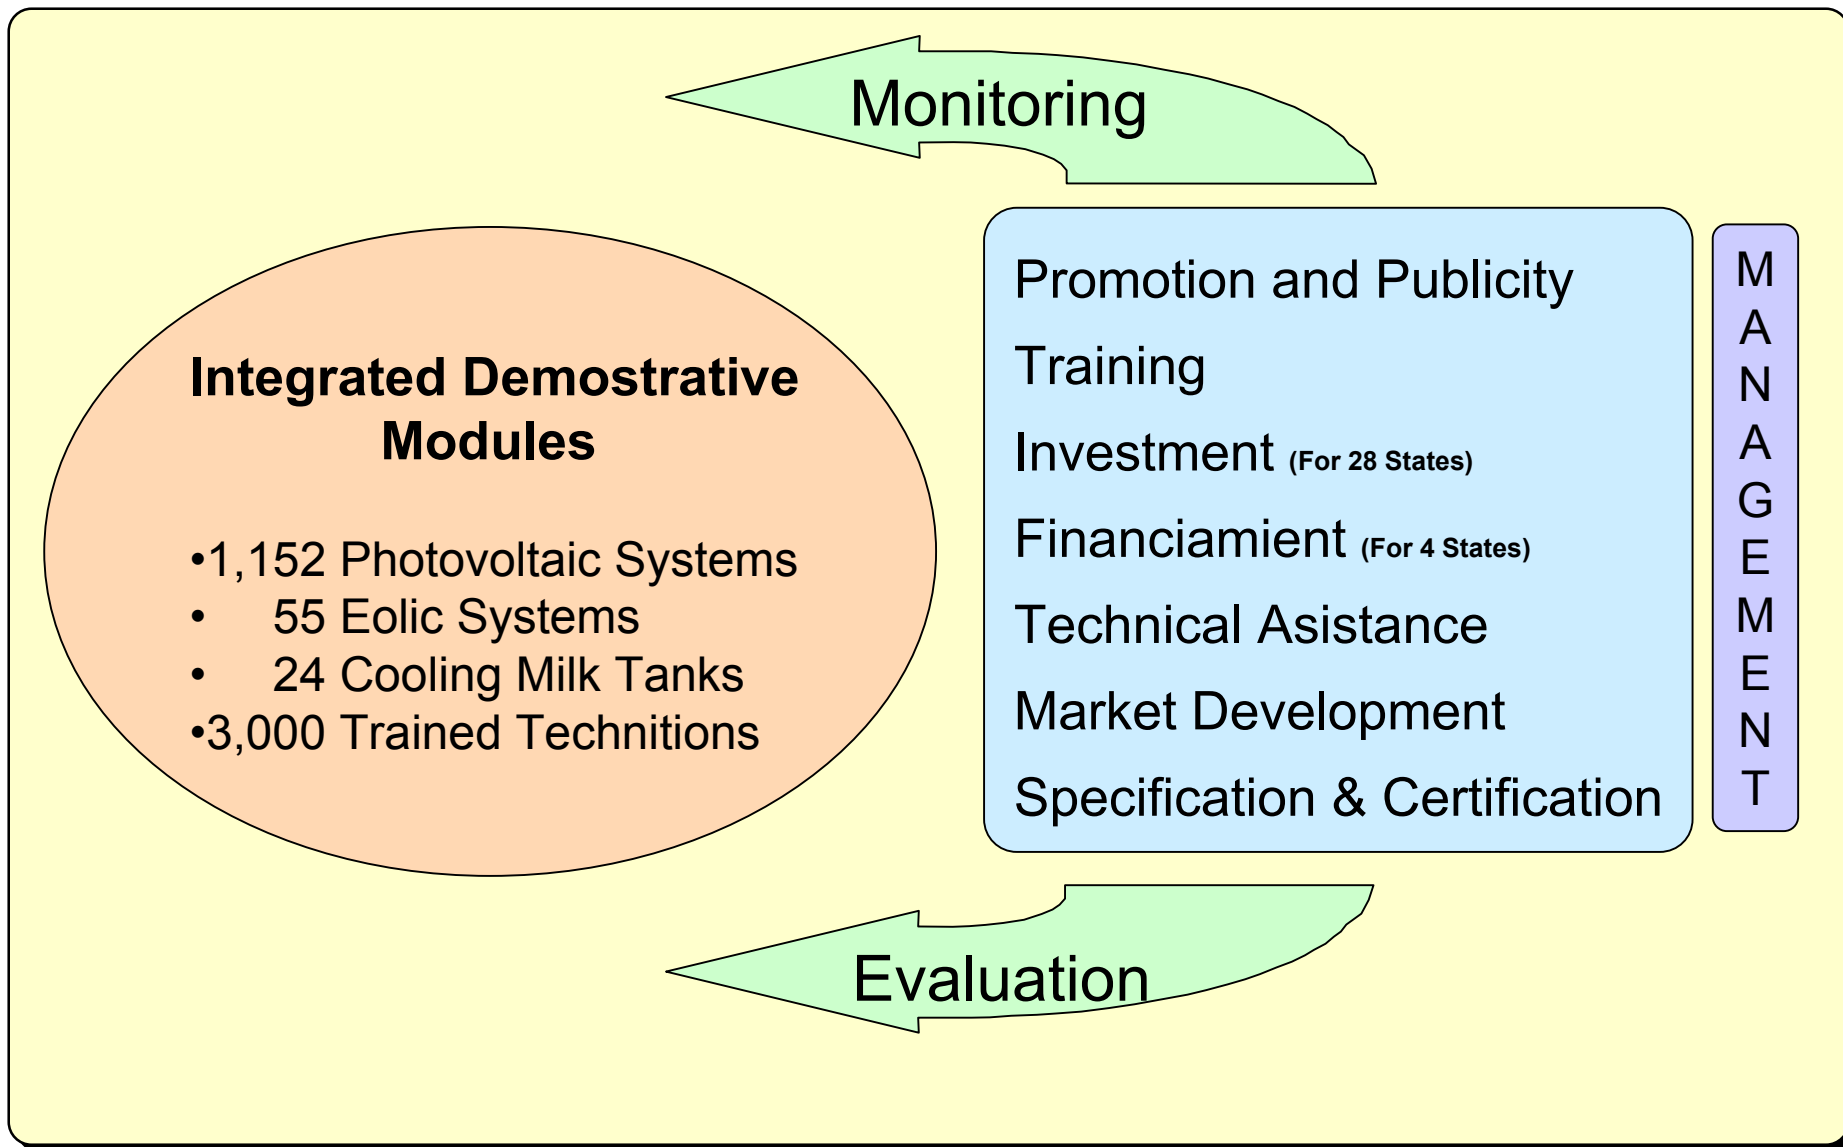 Monitoring
Integrated Demostrative
Modules
•1,152 Photovoltaic Systems
• 55 Eolic Systems
• 24 Cooling Milk Tanks
•3,000 Trained Technitions
Promotion and Publicity
Training
Investment (For 28 States)
Financiamient (For 4 States)
Technical Asistance
Market Development
Specification & Certification
M
A
N
A
G
E
M
E
N
T
Evaluation